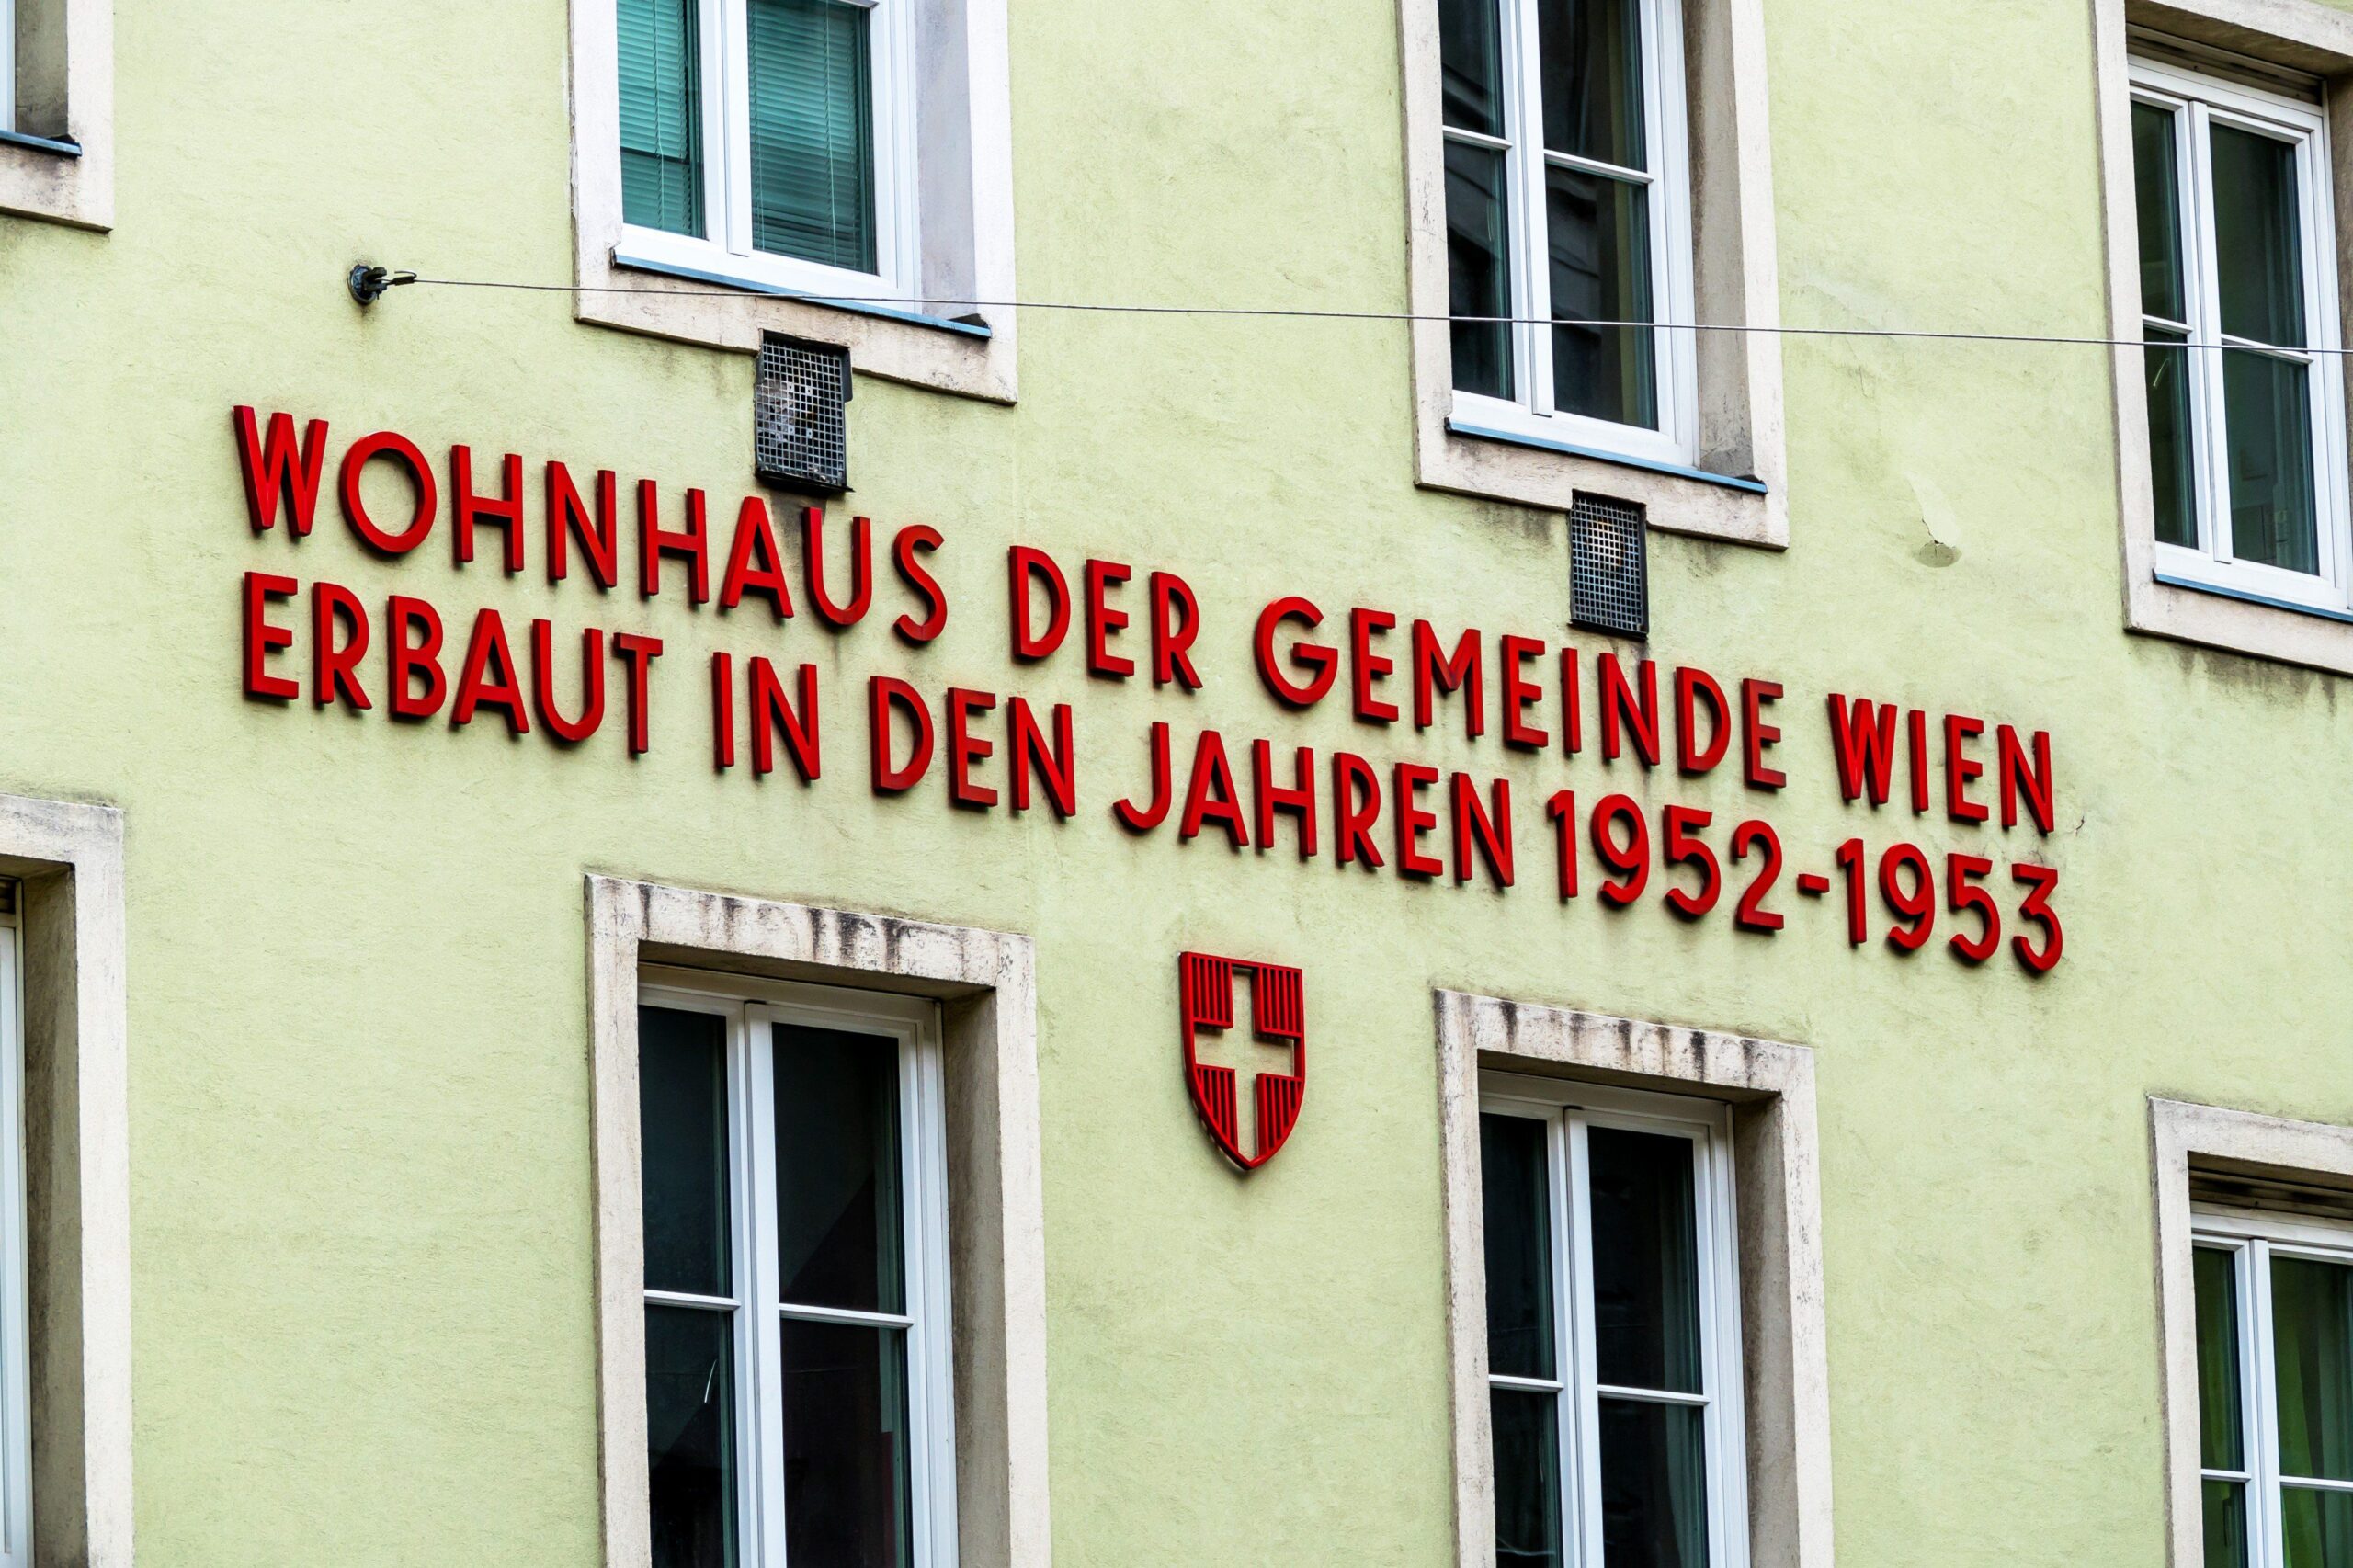 WOHNHAUS DER GEMEINDE WIEN
ERBAUT IN DEN JAHREN 1952-1953